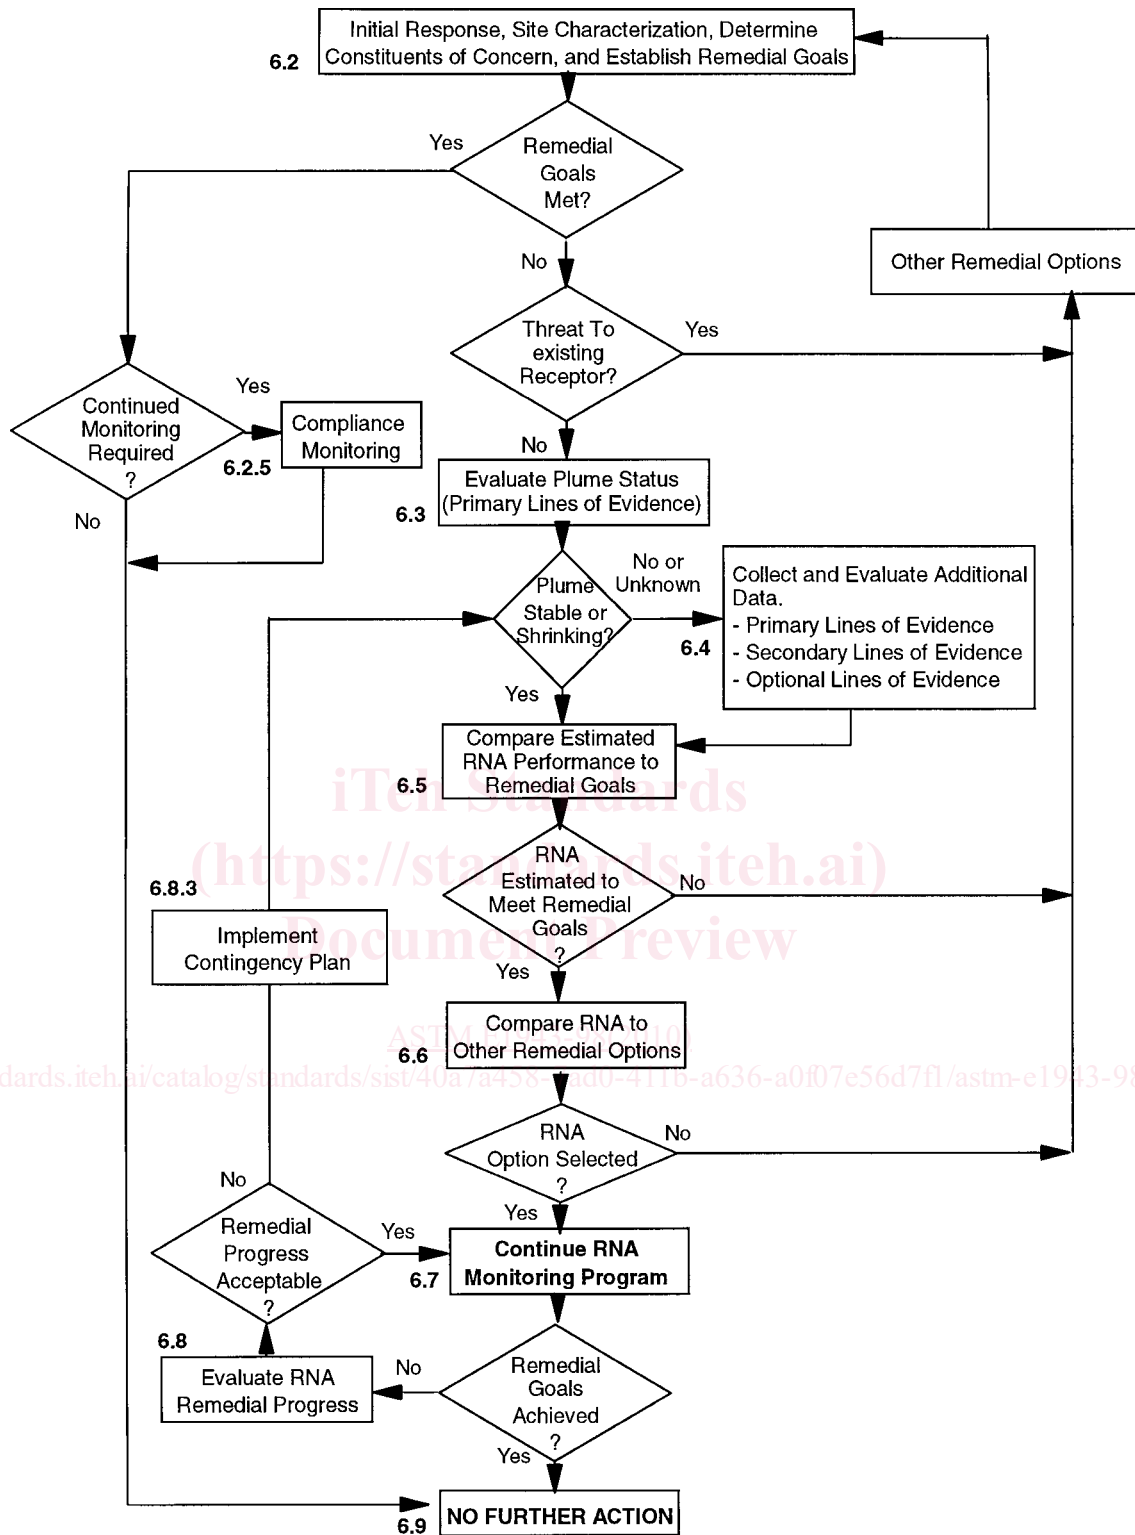 Initial Response, Site Characterization, Determine
Constituents of Concern, and Establish Remedial Goals
6.2
Yes
Remedial
Goals
Met?
No
Other Remedial Options
Threat To
existing
Receptor?
Yes
No
Continued
Monitoring
Required
?
Yes
Compliance
Monitoring
6.2.5
No
Evaluate Plume Status
(Primary Lines of Evidence)
6.3
Plume
Stable or
Shrinking?
No or
Unknown
6.4
Collect and Evaluate Additional
Data.
- Primary Lines of Evidence
- Secondary Lines of Evidence
- Optional Lines of Evidence
Yes
Compare Estimated
RNA Performance to
Remedial Goals
6.5
iTeh Standards
(https://standards.iteh.ai)
Document Preview
RNA
Estimated to
Meet Remedial
Goals
?
No
6.8.3
Implement
Contingency Plan
Yes
Compare RNA to
Other Remedial Options
6.6
ASTM E1943-98(2010)
RNA
Option Selected
?
No
Yes
No
Remedial
Progress
Acceptable
?
Yes
Continue RNA
Monitoring Program
6.7
6.8
Evaluate RNA
Remedial Progress
No
Remedial
Goals
Achieved
?
Yes
NO FURTHER ACTION
6.9